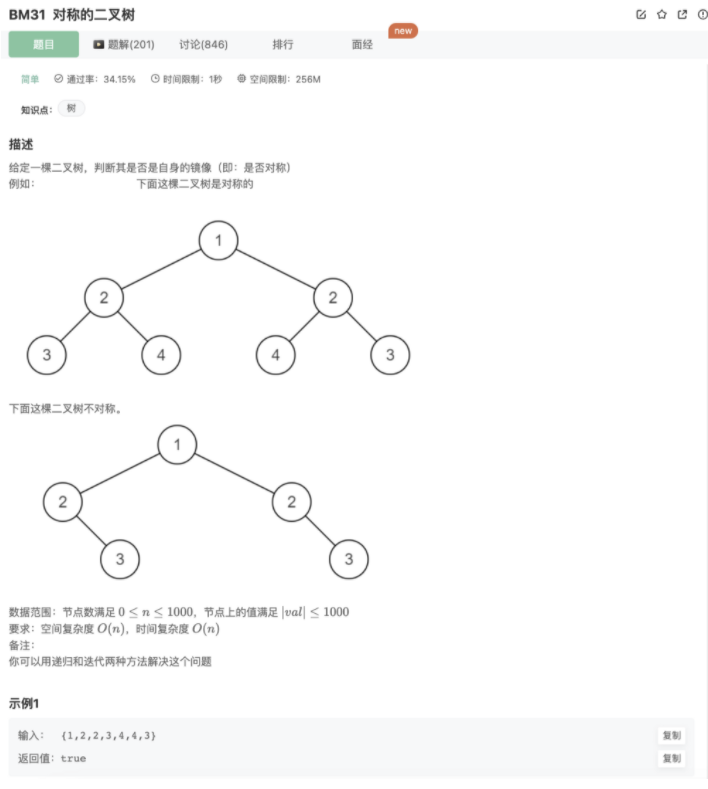 BM31 对称的二叉树
new
题目 题解(201) 讨论(846) 排行 面经
简单 通过率：34.15% 时间限制：1秒 空间限制：256M
知识点： 树
描述
给定一棵二叉树，判断其是否是自身的镜像（即：是否对称）
例如： 下面这棵二叉树是对称的
1
2 2
3 4 4 3
下面这棵二叉树不对称。
1
2 2
3 3
数据范围：节点数满足 0 ≤ n ≤ 1000，节点上的值满足 |val| ≤ 1000
要求：空间复杂度 O(n)，时间复杂度 O(n)
备注：
你可以用递归和迭代两种方法解决这个问题
示例1
输入： {1,2,2,3,4,4,3} 复制
返回值：true 复制